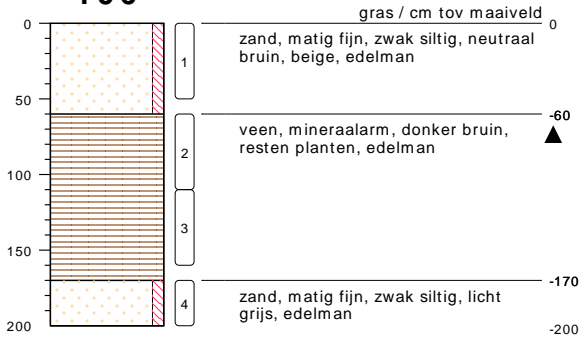 gras / cm tov maaiveld
0
0
zand, matig fijn, zwak siltig, neutraal
bruin, beige, edelman
1
50
-60
veen, mineraalarm, donker bruin,
resten planten, edelman
2
100
3
150
-170
zand, matig fijn, zwak siltig, licht
grijs, edelman
4
200
-200